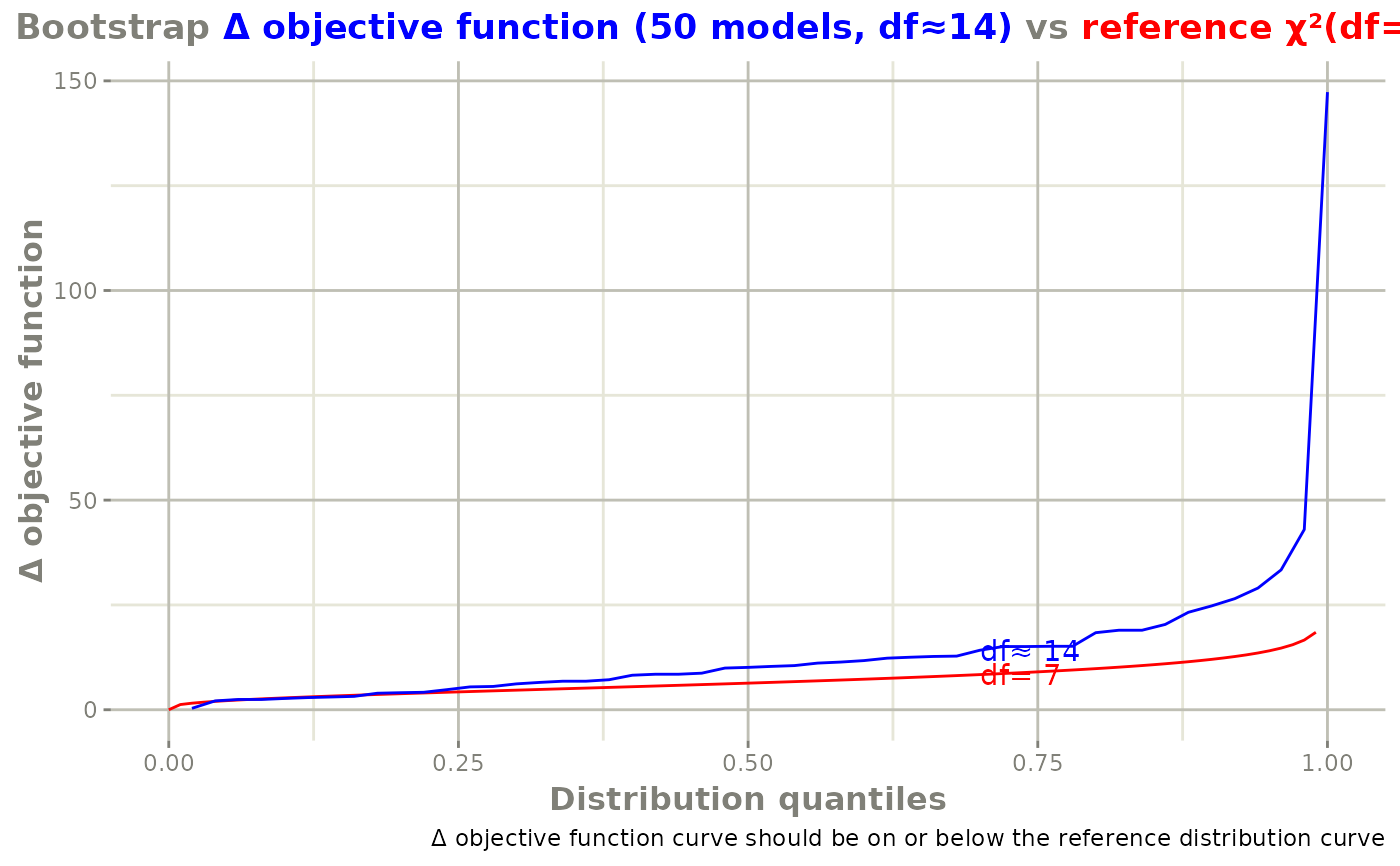 Bootstrap Δ objective function (50 models, df≈14) vs reference χ²(df=
Δ objective function
150
100
50
0
df≈ 14
df= 7
0.00 0.25 0.50 0.75 1.00
Distribution quantiles
Δ objective function curve should be on or below the reference distribution curve